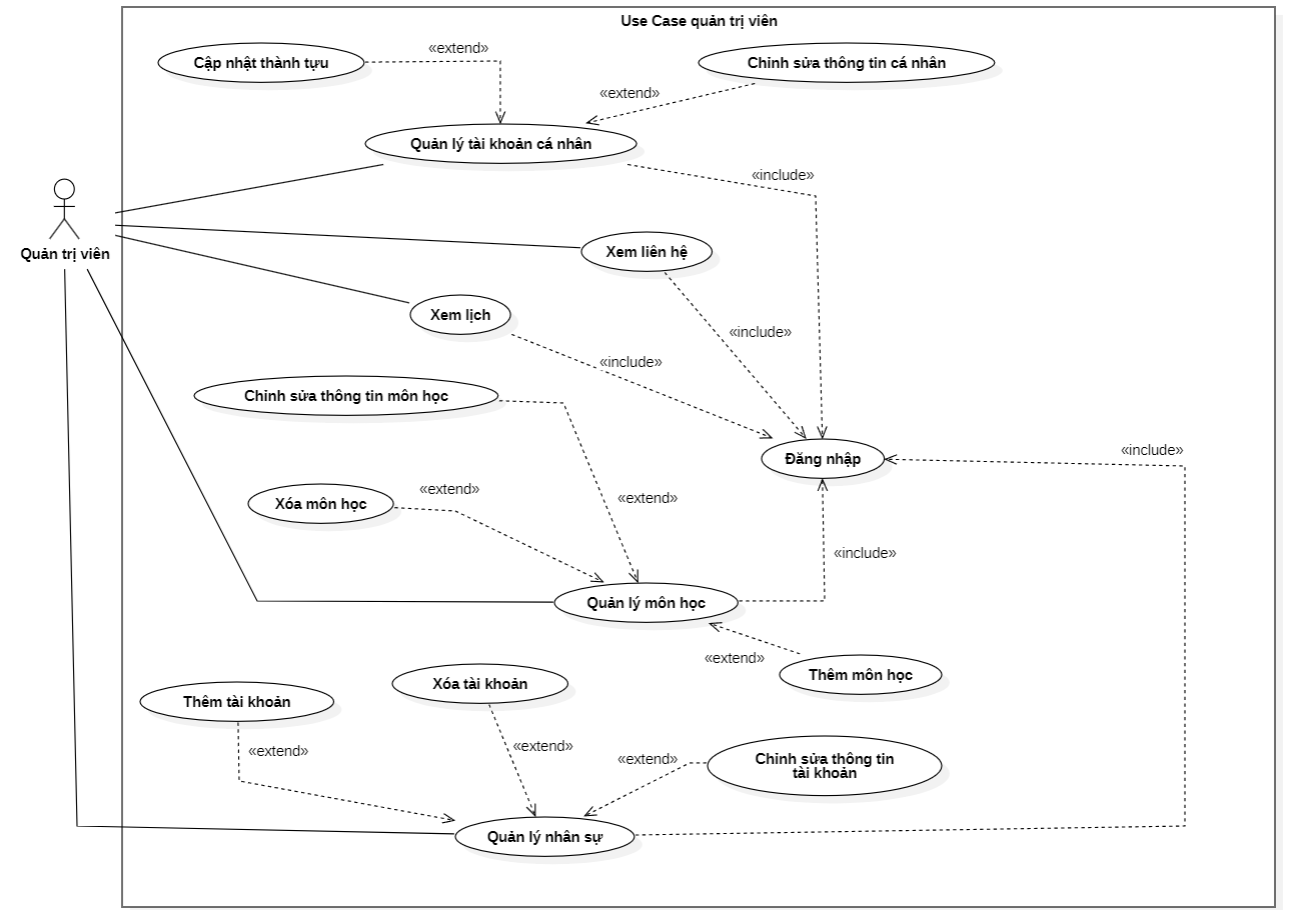 Use Case quản trị viên
Cập nhật thành tựu
«extend»
Chỉnh sửa thông tin cá nhân
«extend»
Quản lý tài khoản cá nhân
«include»
Quản trị viên
Xem liên hệ
Xem lịch
«include»
«include»
Chỉnh sửa thông tin môn học
Đăng nhập
«include»
Xóa môn học
«extend»
«extend»
«include»
Quản lý môn học
«extend»
Thêm môn học
Thêm tài khoản
Xóa tài khoản
«extend»
«extend»
«extend»
Chỉnh sửa thông tin
tài khoản
Quản lý nhân sự